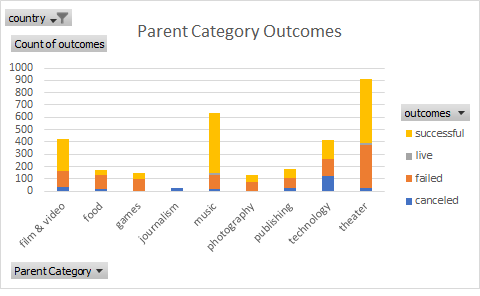 country
Count of outcomes
Parent Category Outcomes
1000
900
800
700
600
500
400
300
200
100
0
film & video
food
games
journalism
music
photography
publishing
technology
theater
outcomes
successful
live
failed
canceled
Parent Category